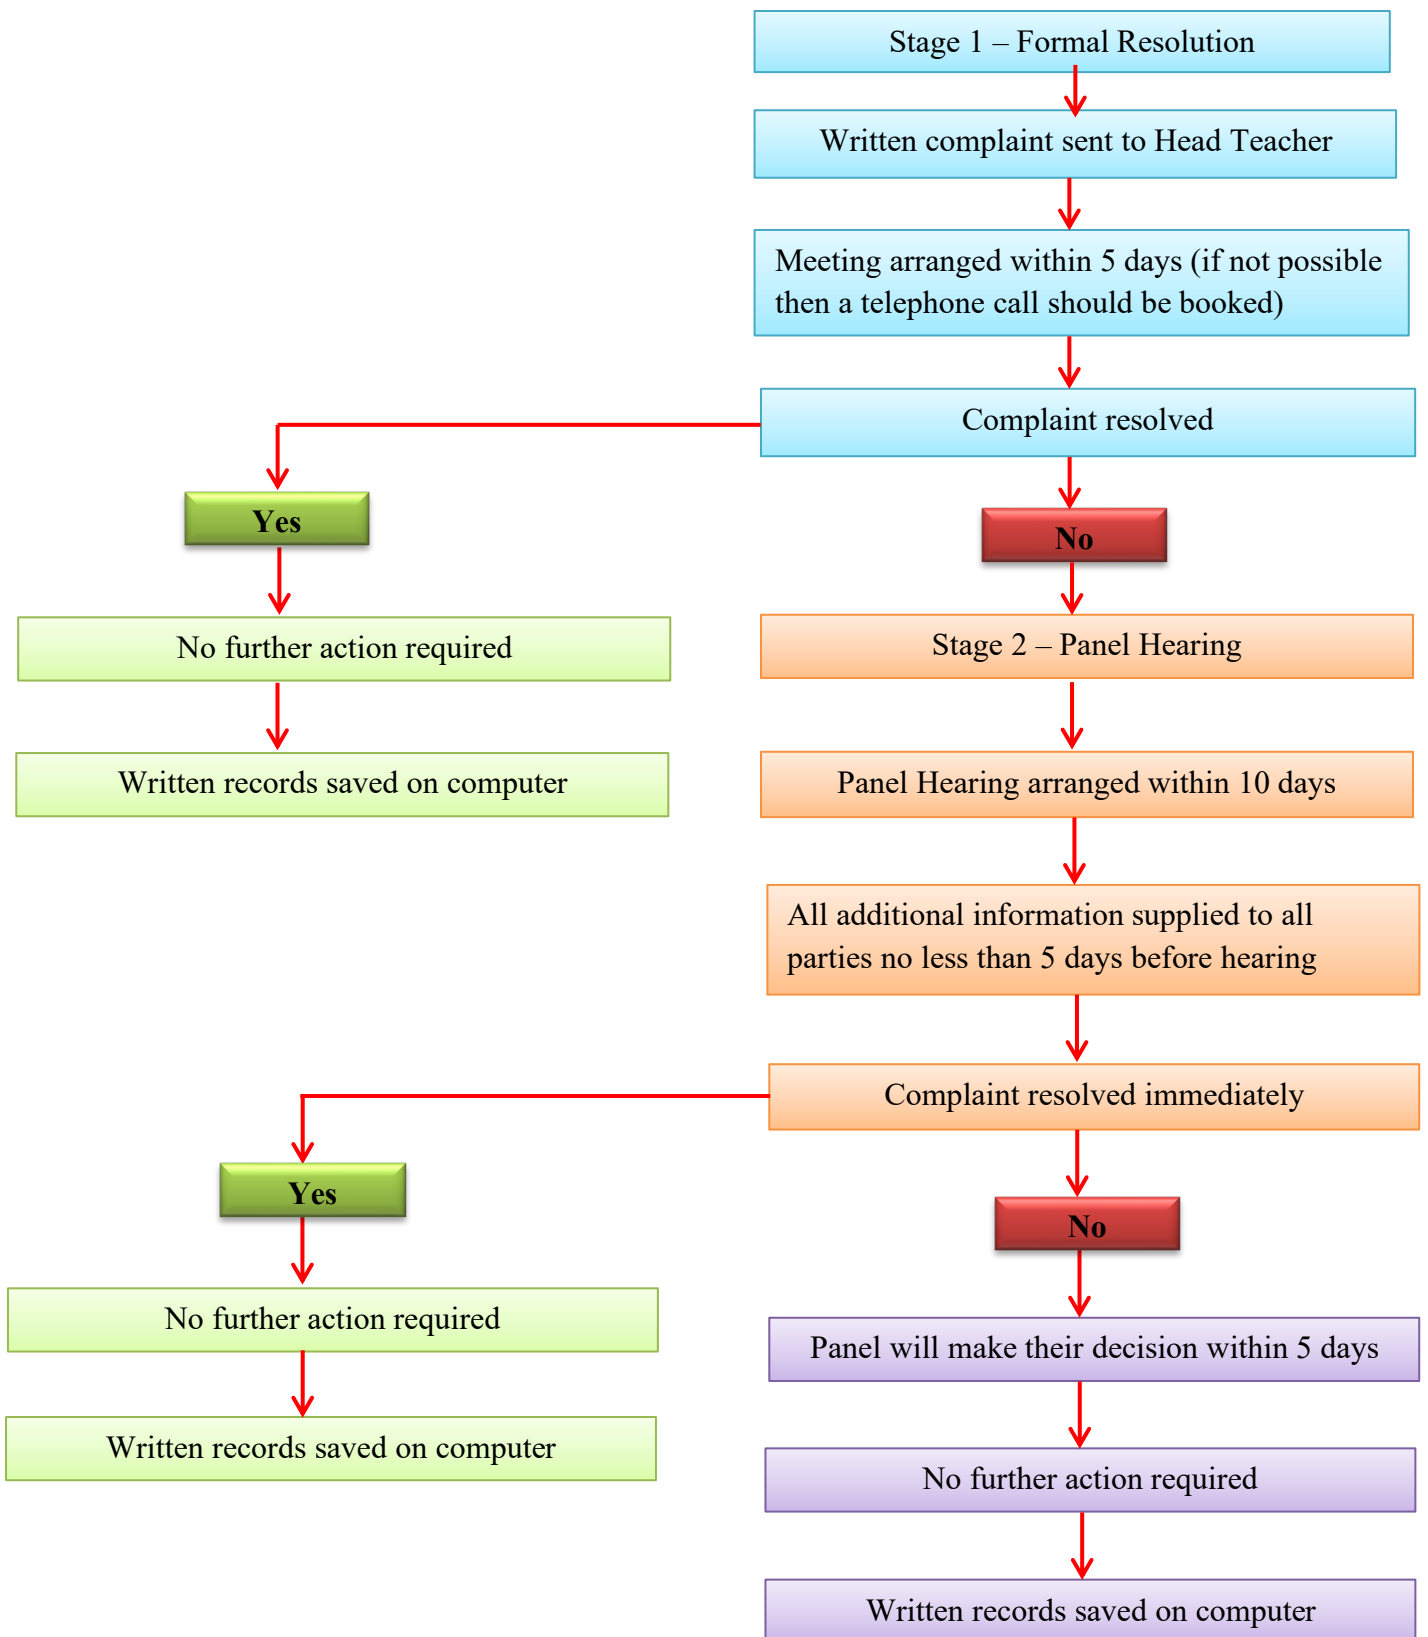 Stage 1 – Formal Resolution
Written complaint sent to Head Teacher
Meeting arranged within 5 days (if not possible
then a telephone call should be booked)
Complaint resolved
Yes
No
No further action required
Stage 2 – Panel Hearing
Written records saved on computer
Panel Hearing arranged within 10 days
All additional information supplied to all
parties no less than 5 days before hearing
Complaint resolved immediately
Yes
No
No further action required
Panel will make their decision within 5 days
Written records saved on computer
No further action required
Written records saved on computer